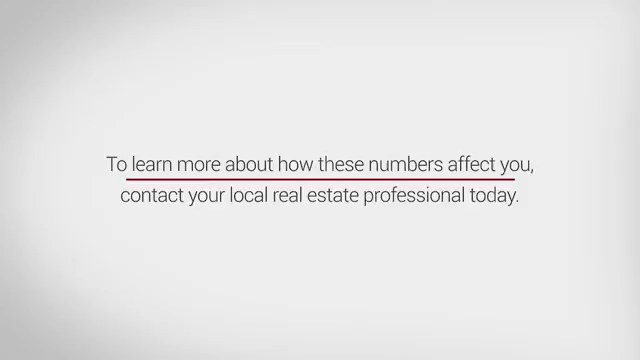 To learn more about how these numbers affect you,
contact your local real estate professional today.